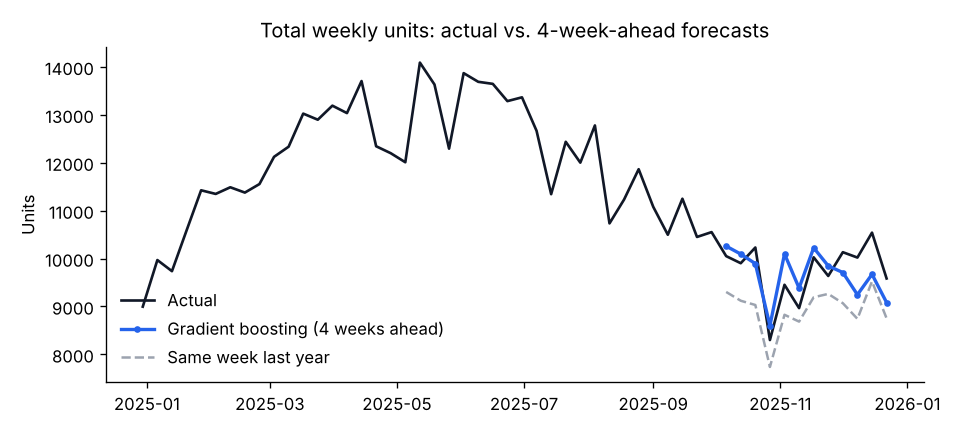 Total weekly units: actual vs. 4-week-ahead forecasts
14000
13000
12000
11000
10000
9000
8000
Units
Actual
Gradient boosting (4 weeks ahead)
Same week last year
2025-01 2025-03 2025-05 2025-07 2025-09 2025-11 2026-01